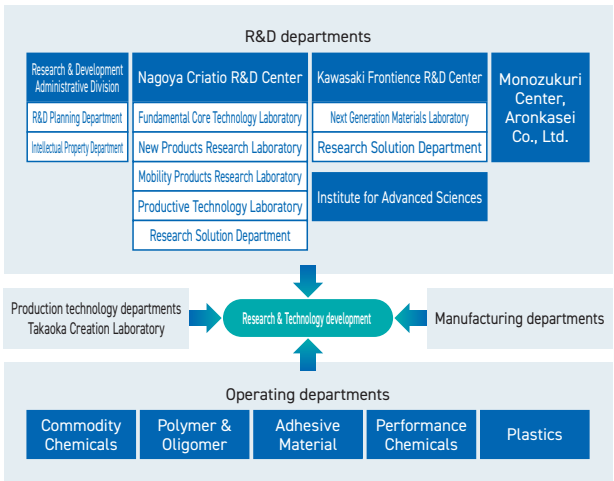 R&D departments
Research & Development
Administrative Division
R&D Planning Department
Intellectual Property Department
Nagoya Criatio R&D Center
Fundamental Core Technology Laboratory
New Products Research Laboratory
Mobility Products Research Laboratory
Productive Technology Laboratory
Research Solution Department
Kawasaki Frontience R&D Center
Next Generation Materials Laboratory
Research Solution Department
Institute for Advanced Sciences
Monozukuri
Center,
Aronkasei
Co., Ltd.
Production technology departments
Takaoka Creation Laboratory
Research & Technology development
Manufacturing departments
Operating departments
Commodity
Chemicals
Polymer &
Oligomer
Adhesive
Material
Performance
Chemicals
Plastics